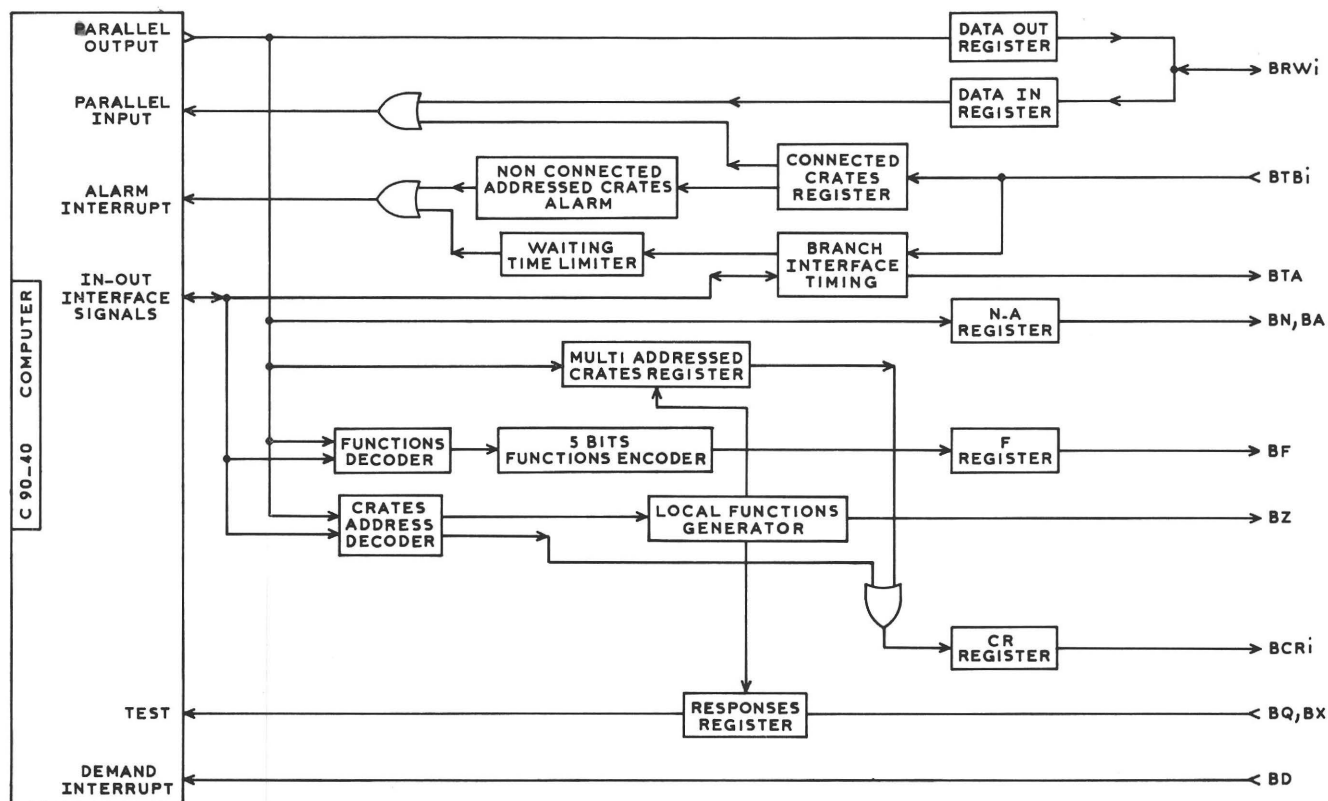 PARALLEL
OUTPUT
DATA OUT
REGISTER
BRWi
PARALLEL
INPUT
DATA IN
REGISTER
NON CONNECTED
ADDRESSED CRATES
ALARM
CONNECTED
CRATES
REGISTER
BTBi
ALARM
INTERRUPT
WAITING
TIME LIMITER
BRANCH
INTERFACE
TIMING
BTA
IN-OUT
INTERFACE
SIGNALS
N-A
REGISTER
BN,BA
C 90-40 COMPUTER
MULTI ADDRESSED
CRATES REGISTER
FUNCTIONS
DECODER
5 BITS
FUNCTIONS ENCODER
F
REGISTER
BF
CRATES
ADDRESS
DECODER
LOCAL FUNCTIONS
GENERATOR
BZ
CR
REGISTER
BCRi
TEST
RESPONSES
REGISTER
BQ,BX
DEMAND
INTERRUPT
BD